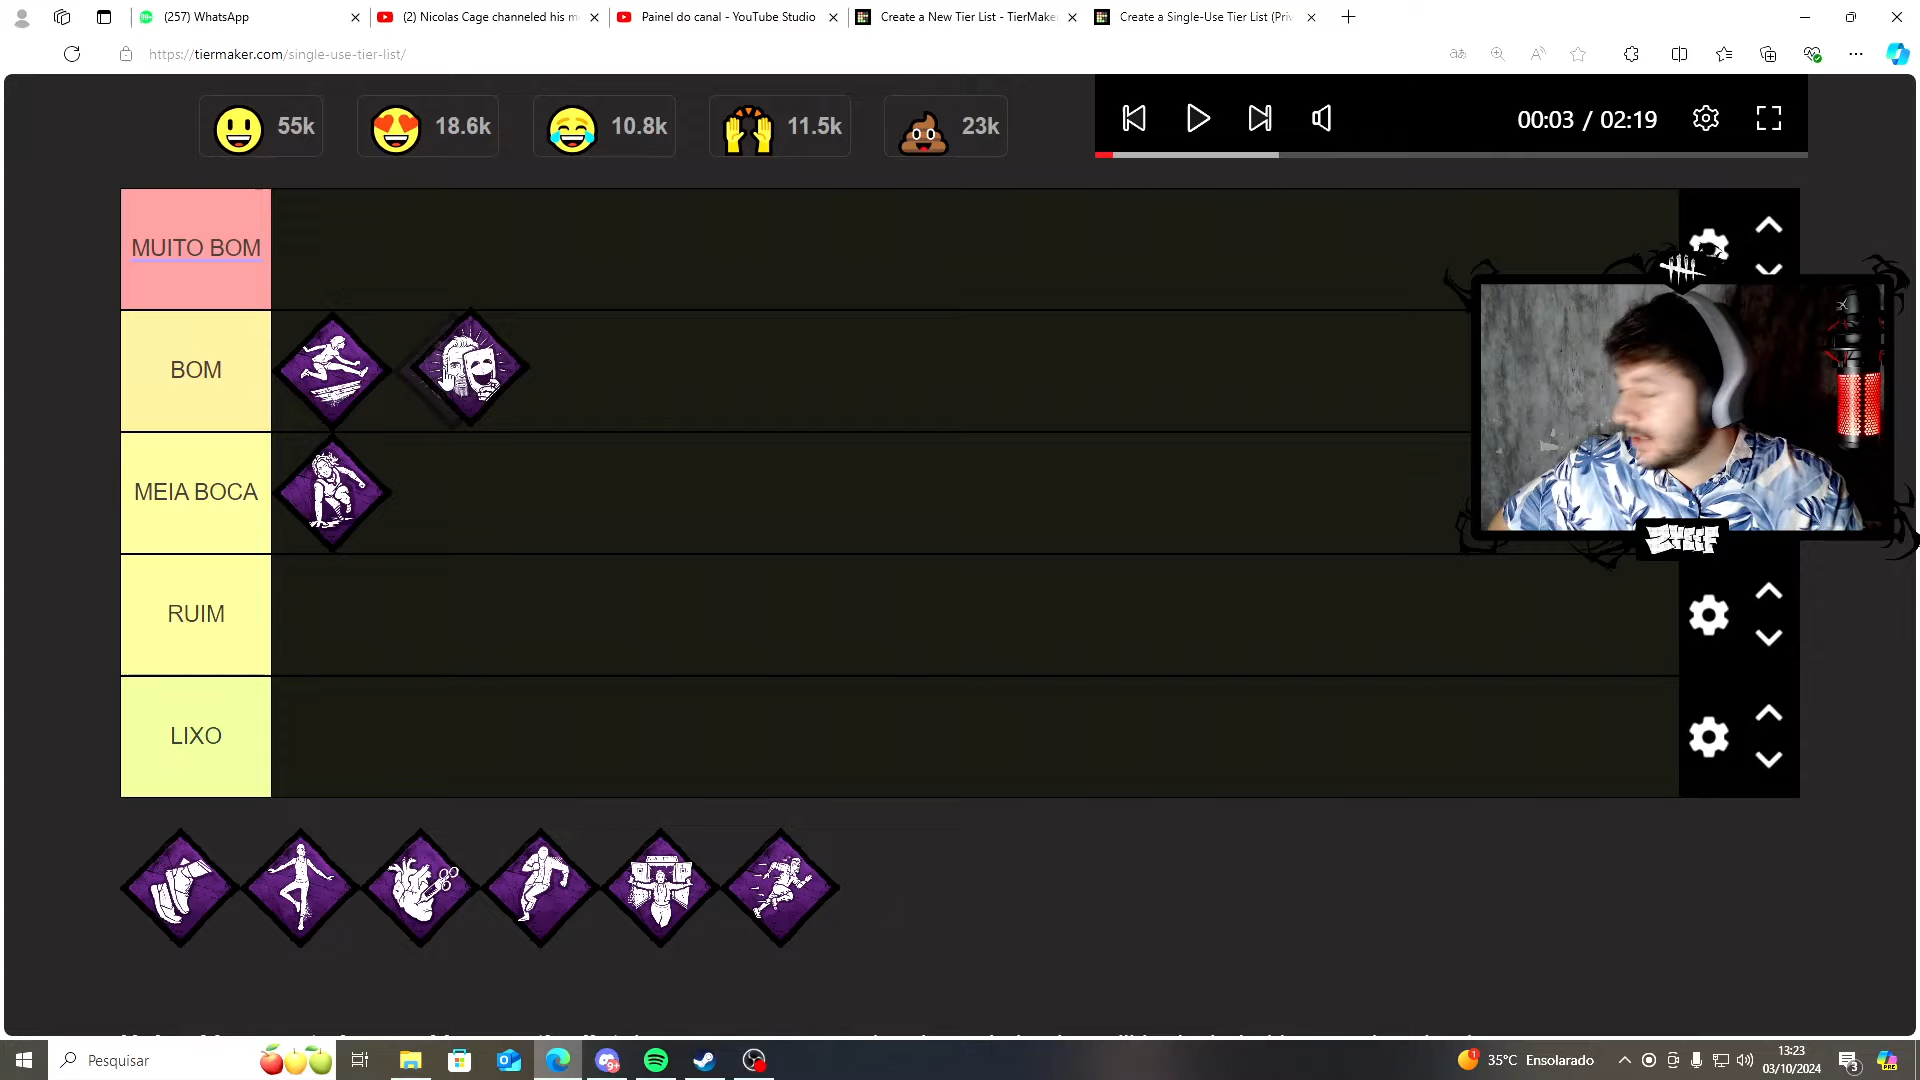 (257) WhatsApp
(2) Nicolas Cage channeled his m
Painel do canal - YouTube Studio
Create a New Tier List - TierMake
Create a Single-Use Tier List (Pri
https://tiermaker.com/single-use-tier-list/
55k
18.6k
10.8k
11.5k
23k
00:03 / 02:19
MUITO BOM
BOM
MEIA BOCA
RUIM
LIXO
Pesquisar
35°C Ensolarado
13:23
03/10/2024